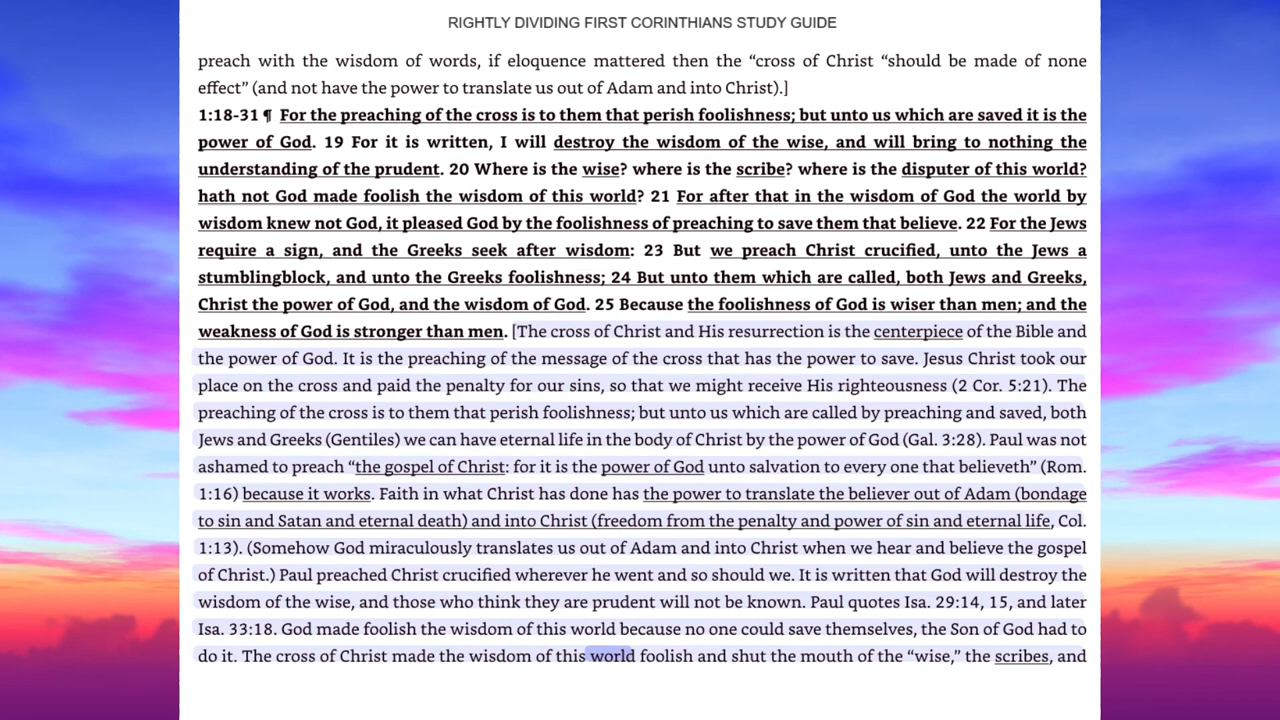 RIGHTLY DIVIDING FIRST CORINTHIANS STUDY GUIDE
preach with the wisdom of words, if eloquence mattered then the “cross of Christ “should be made of none
effect” (and not have the power to translate us out of Adam and into Christ).]
1:18-31 ¶ For the preaching of the cross is to them that perish foolishness; but unto us which are saved it is the
power of God. 19 For it is written, I will destroy the wisdom of the wise, and will bring to nothing the
understanding of the prudent. 20 Where is the wise? where is the scribe? where is the disputer of this world?
hath not God made foolish the wisdom of this world? 21 For after that in the wisdom of God the world by
wisdom knew not God, it pleased God by the foolishness of preaching to save them that believe. 22 For the Jews
require a sign, and the Greeks seek after wisdom: 23 But we preach Christ crucified, unto the Jews a
stumblingblock, and unto the Greeks foolishness; 24 But unto them which are called, both Jews and Greeks,
Christ the power of God, and the wisdom of God. 25 Because the foolishness of God is wiser than men; and the
weakness of God is stronger than men. [The cross of Christ and His resurrection is the centerpiece of the Bible and
the power of God. It is the preaching of the message of the cross that has the power to save. Jesus Christ took our
place on the cross and paid the penalty for our sins, so that we might receive His righteousness (2 Cor. 5:21). The
preaching of the cross is to them that perish foolishness; but unto us which are called by preaching and saved, both
Jews and Greeks (Gentiles) we can have eternal life in the body of Christ by the power of God (Gal. 3:28). Paul was not
ashamed to preach “the gospel of Christ: for it is the power of God unto salvation to every one that believeth” (Rom.
1:16) because it works. Faith in what Christ has done has the power to translate the believer out of Adam (bondage
to sin and Satan and eternal death) and into Christ (freedom from the penalty and power of sin and eternal life, Col.
1:13). (Somehow God miraculously translates us out of Adam and into Christ when we hear and believe the gospel
of Christ.) Paul preached Christ crucified wherever he went and so should we. It is written that God will destroy the
wisdom of the wise, and those who think they are prudent will not be known. Paul quotes Isa. 29:14, 15, and later
Isa. 33:18. God made foolish the wisdom of this world because no one could save themselves, the Son of God had to
do it. The cross of Christ made the wisdom of this world foolish and shut the mouth of the “wise,” the scribes, and